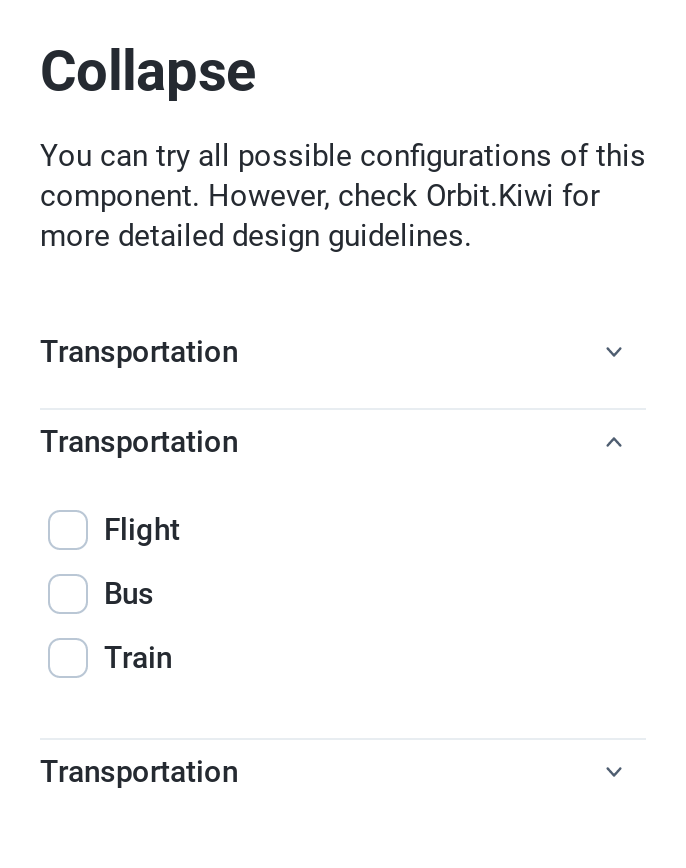 Collapse
You can try all possible configurations of this
component. However, check Orbit.Kiwi for
more detailed design guidelines.
Transportation
Transportation
Flight
Bus
Train
Transportation